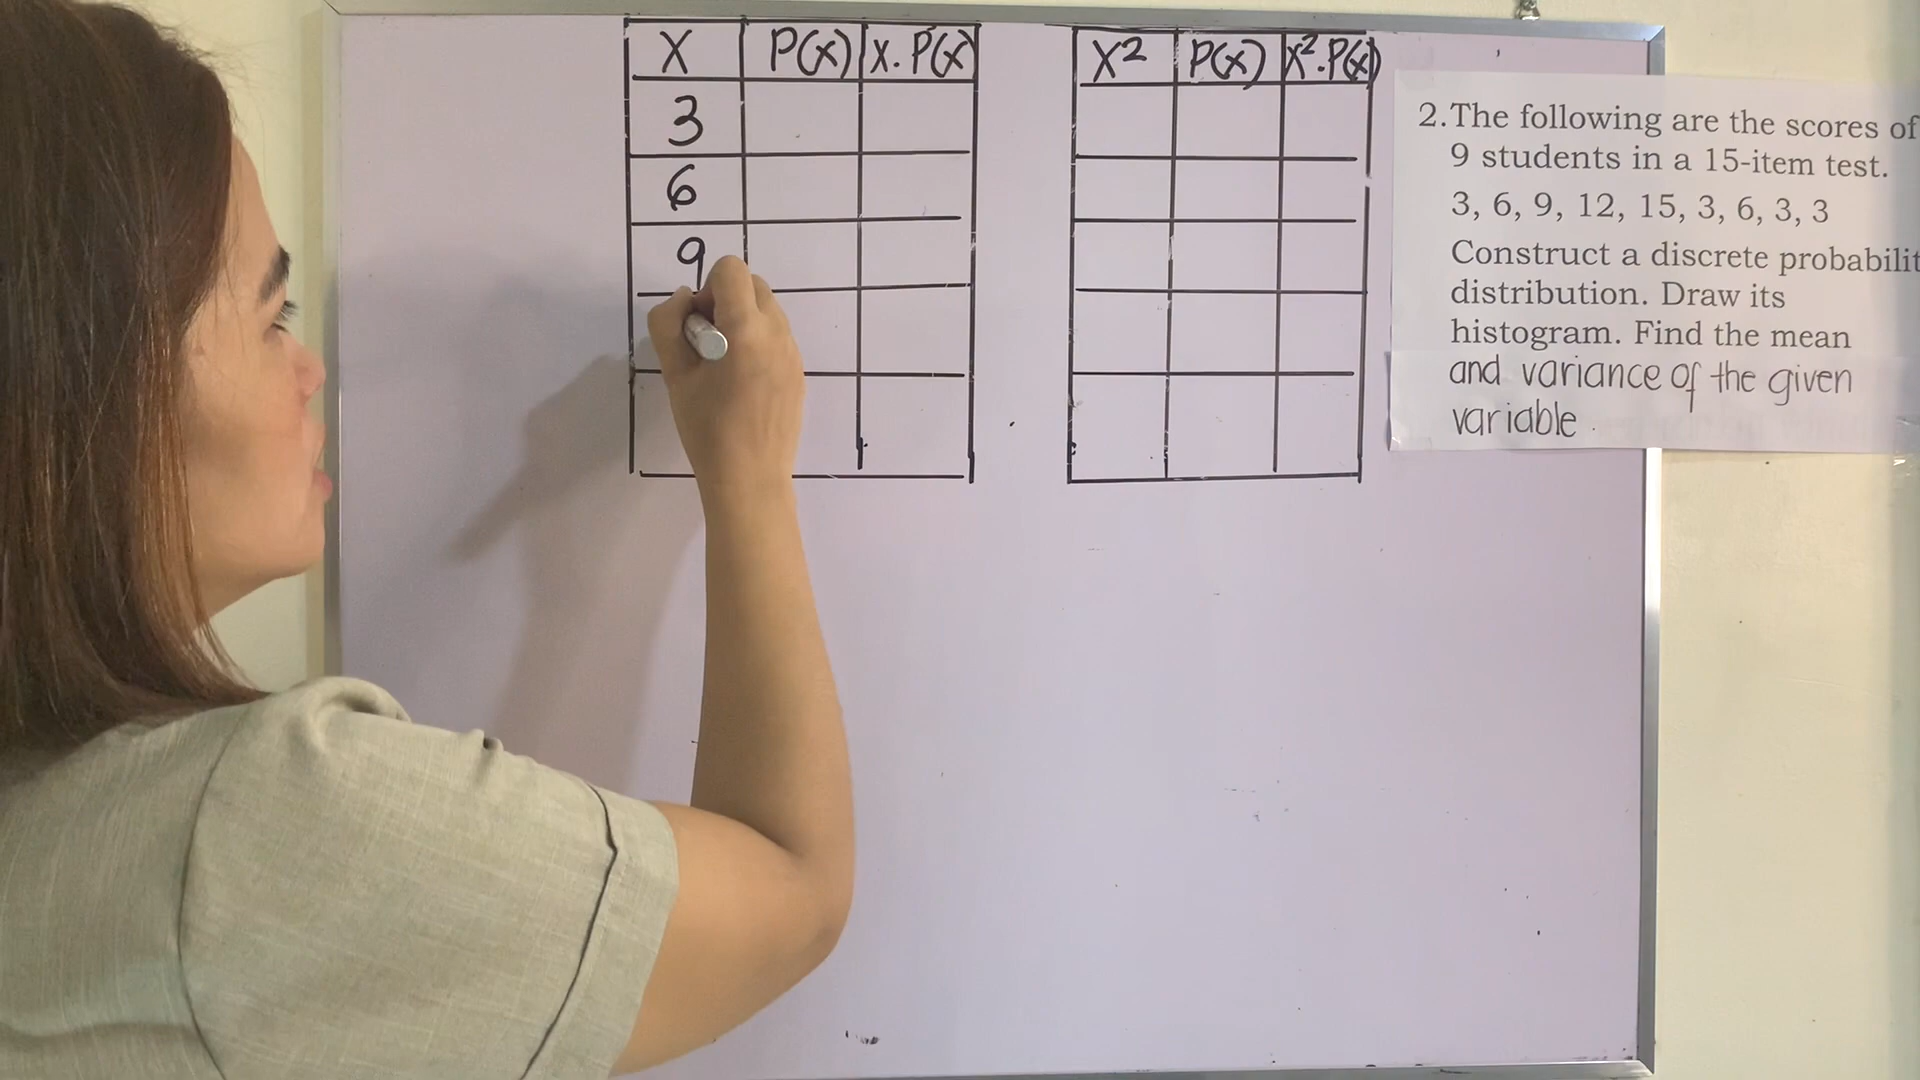 X P(x) X . P(x)
3
6
9
X² P(x) X² . P(x)
2. The following are the scores of
9 students in a 15-item test.
3, 6, 9, 12, 15, 3, 6, 3, 3
Construct a discrete probabilit
distribution. Draw its
histogram. Find the mean
and variance of the given
variable .